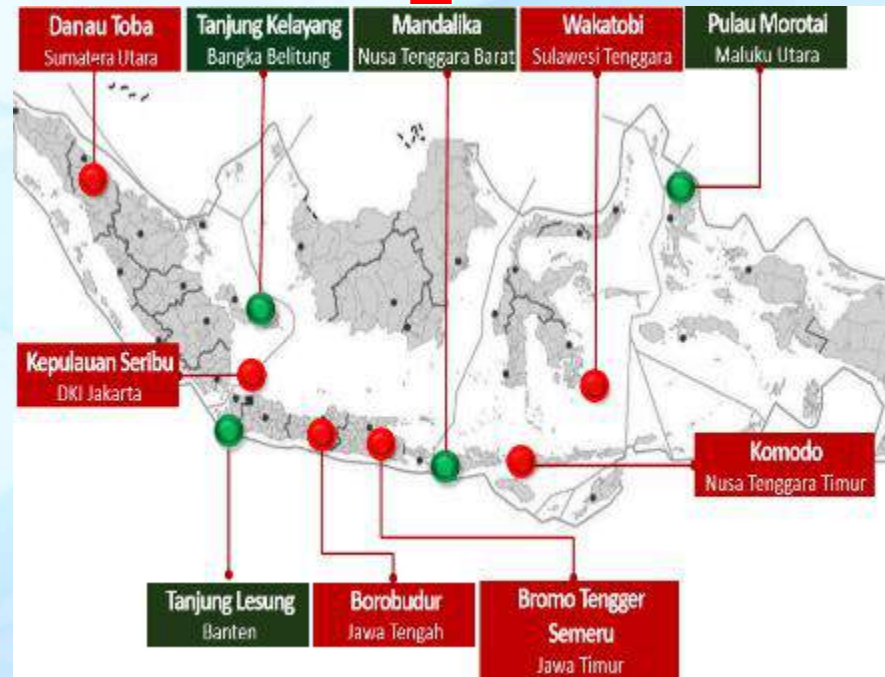 Danau Toba
Sumatera Utara
Tanjung Kelayang
Bangka Belitung
Mandalika
Nusa Tenggara Barat
Wakatobi
Sulawesi Tenggara
Pulau Morotai
Maluku Utara
Kepulauan Seribu
DKI Jakarta
Komodo
Nusa Tenggara Timur
Tanjung Lesung
Banten
Borobudur
Jawa Tengah
Bromo Tengger
Semeru
Jawa Timur